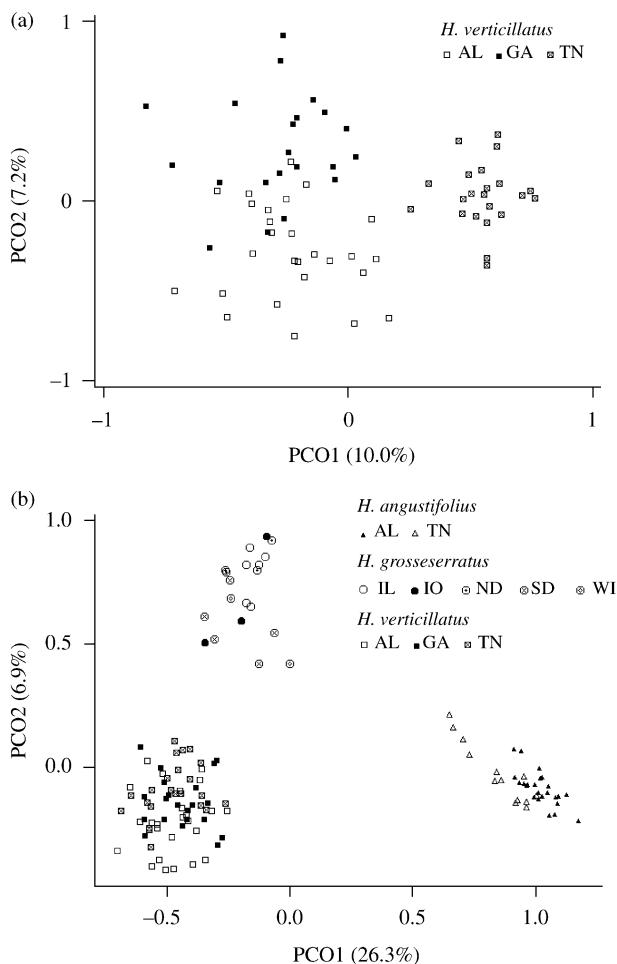 (a)
H. verticillatus
AL GA TN
1
0
–1
PCO2 (7.2%)
–1 0 1
PCO1 (10.0%)
(b)
H. angustifolius
AL TN
H. grosseserratus
IL IO ND SD WI
H. verticillatus
AL GA TN
1.0
0.5
0.0
PCO2 (6.9%)
–0.5 0.0 0.5 1.0
PCO1 (26.3%)